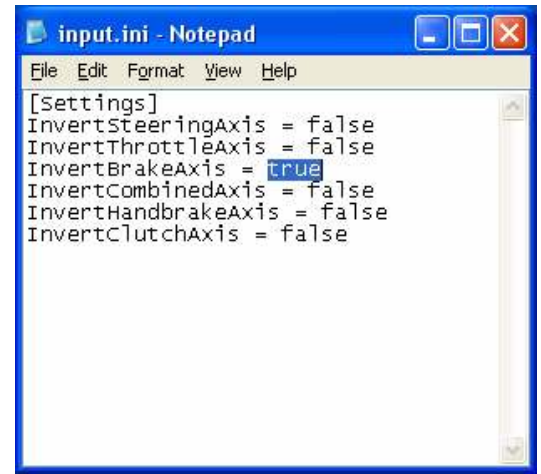 input.ini - Notepad
File Edit Format View Help
[Settings]
InvertSteeringAxis = false
InvertThrottleAxis = false
InvertBrakeAxis = true
InvertCombinedAxis = false
InvertHandbrakeAxis = false
InvertClutchAxis = false